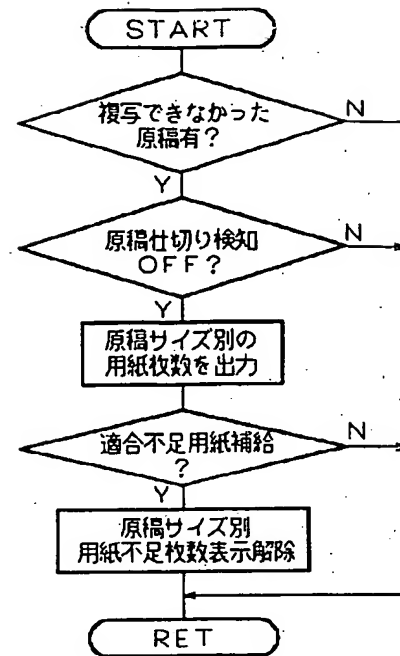 START
複写できなかった
原稿有?
N
Y
原稿仕切り検知
OFF?
N
Y
原稿サイズ別の
用紙枚数を出力
適合不足用紙補給
?
N
Y
原稿サイズ別
用紙不足枚数表示解除
RET